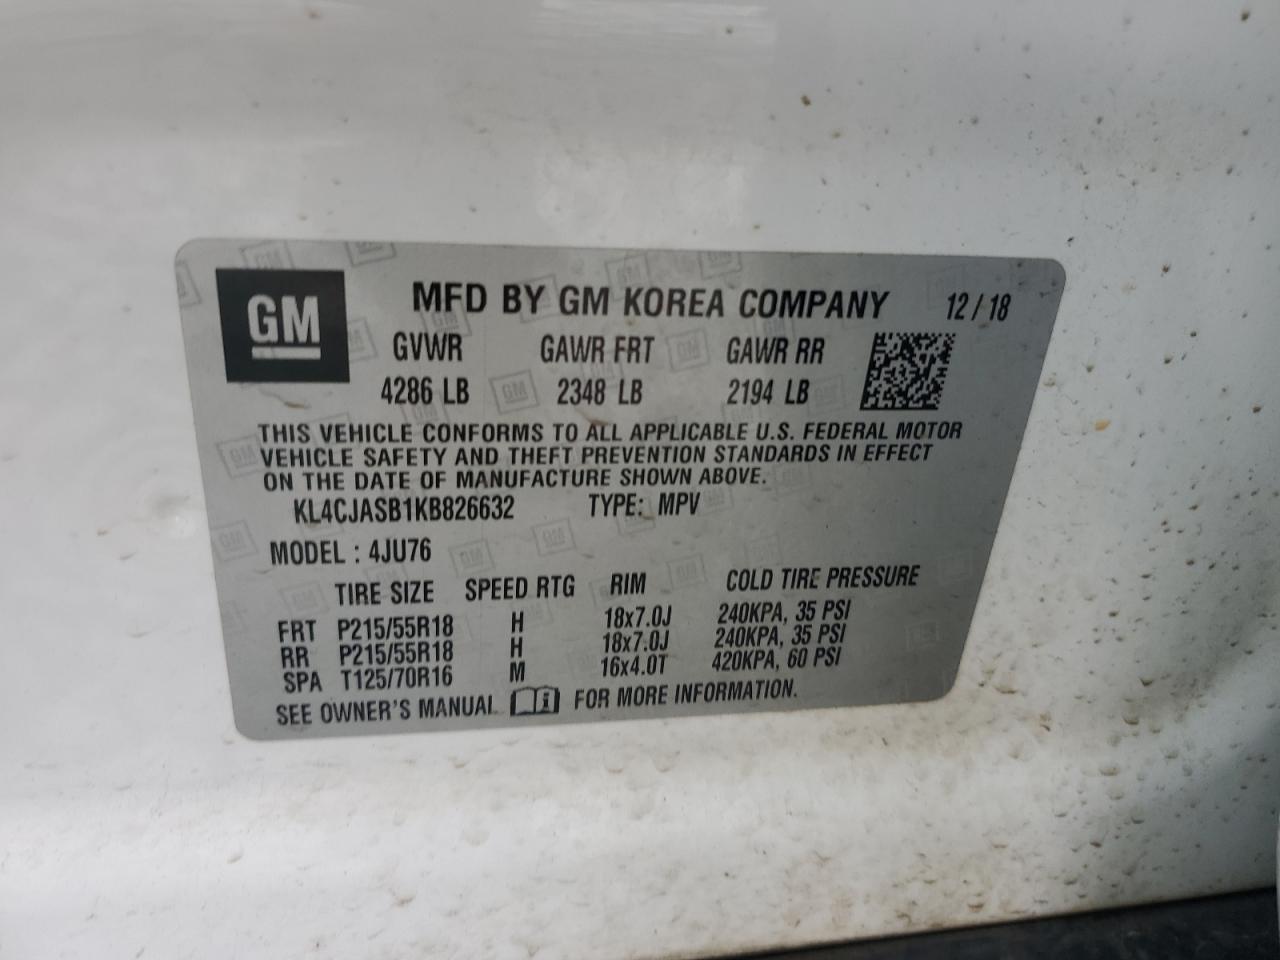 GM
MFD BY GM KOREA COMPANY 12 / 18
GVWR GAWR FRT GAWR RR
4286 LB 2348 LB 2194 LB
THIS VEHICLE CONFORMS TO ALL APPLICABLE U.S. FEDERAL MOTOR
VEHICLE SAFETY AND THEFT PREVENTION STANDARDS IN EFFECT
ON THE DATE OF MANUFACTURE SHOWN ABOVE.
KL4CJASB1KB826632 TYPE: MPV
MODEL : 4JU76
TIRE SIZE SPEED RTG RIM COLD TIRE PRESSURE
FRT P215/55R18 H 18x7.0J 240KPA, 35 PSI
RR P215/55R18 H 18x7.0J 240KPA, 35 PSI
SPA T125/70R16 M 16x4.0T 420KPA, 60 PSI
SEE OWNER'S MANUAL i FOR MORE INFORMATION.